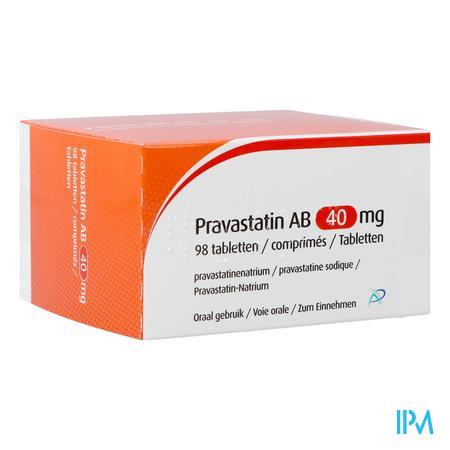 Pravastatin AB 40 mg
98 tabletten / comprimés / Tabletten
pravastatinenatrium / pravastatine sodique /
Pravastatin-Natrium
Oraal gebruik / Voie orale / Zum Einnehmen
Pravastatin AB 40 mg
98 tabletten / comprimés /
Tabletten
IPM